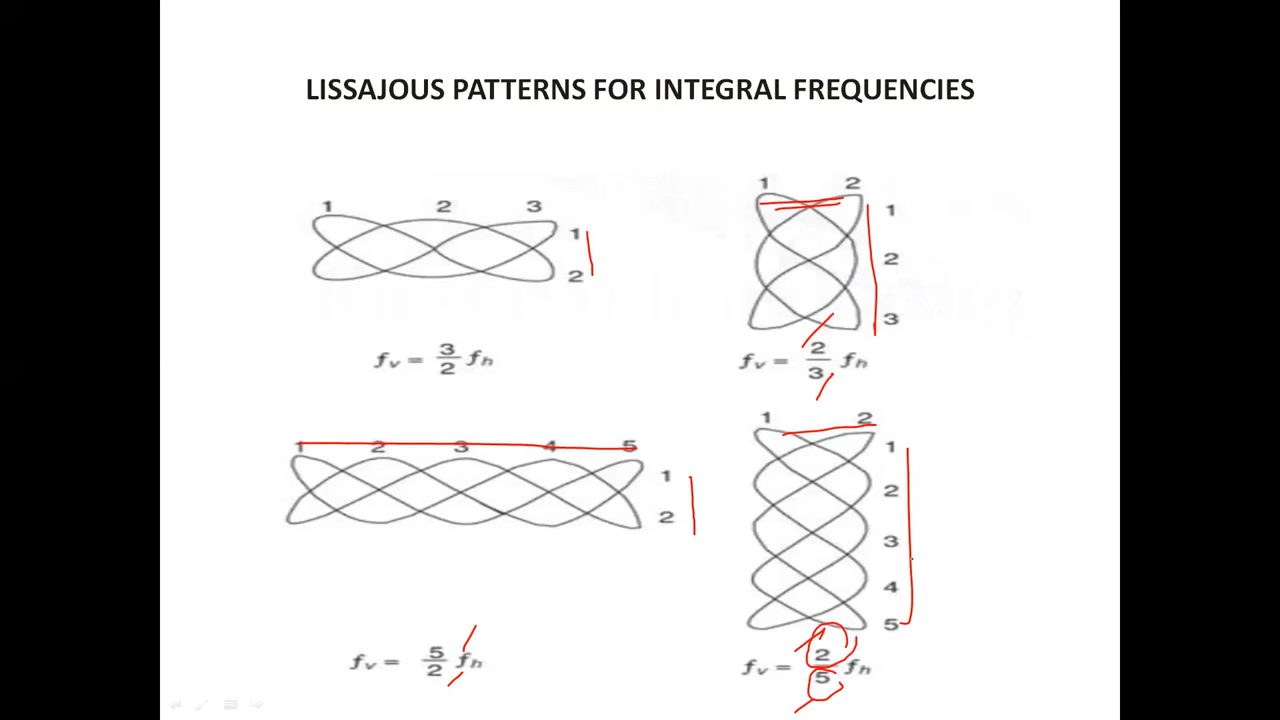 LISSAJOUS PATTERNS FOR INTEGRAL FREQUENCIES
1 2 3
1
2
fv = 3/2 fh
1 2
1
2
3
fv = 2/3 fh
1 2 3 4 5
1
2
fv = 5/2 fh
1 2
1
2
3
4
5
fv = 2/5 fh